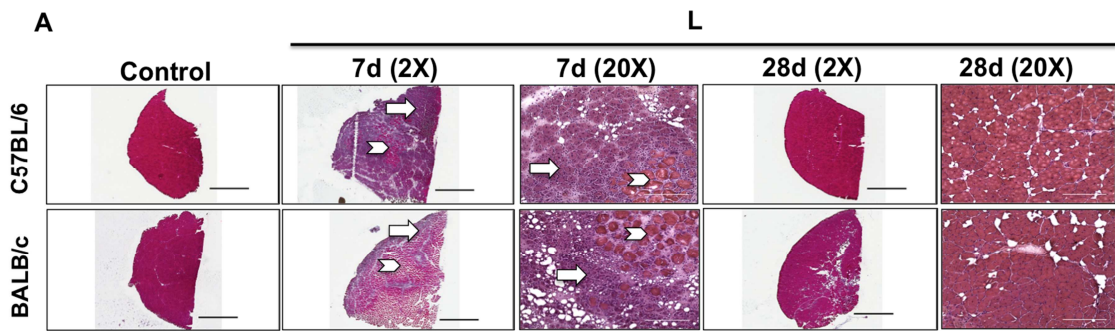 A
L
Control
7d (2X)
7d (20X)
28d (2X)
28d (20X)
C57BL/6
BALB/c